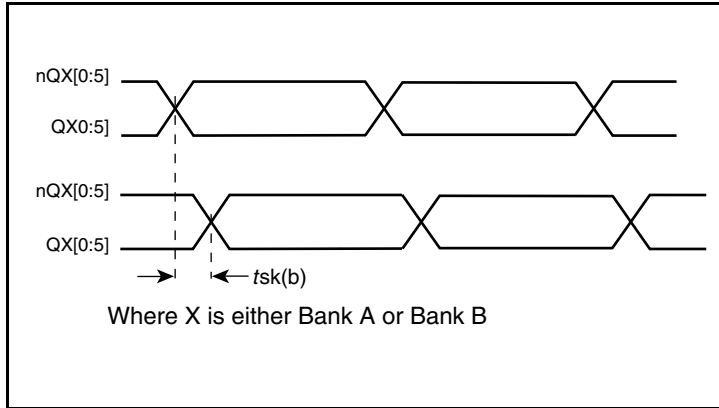 nQX[0:5]
QX0:5]
nQX[0:5]
QX[0:5]
tsk(b)
Where X is either Bank A or Bank B